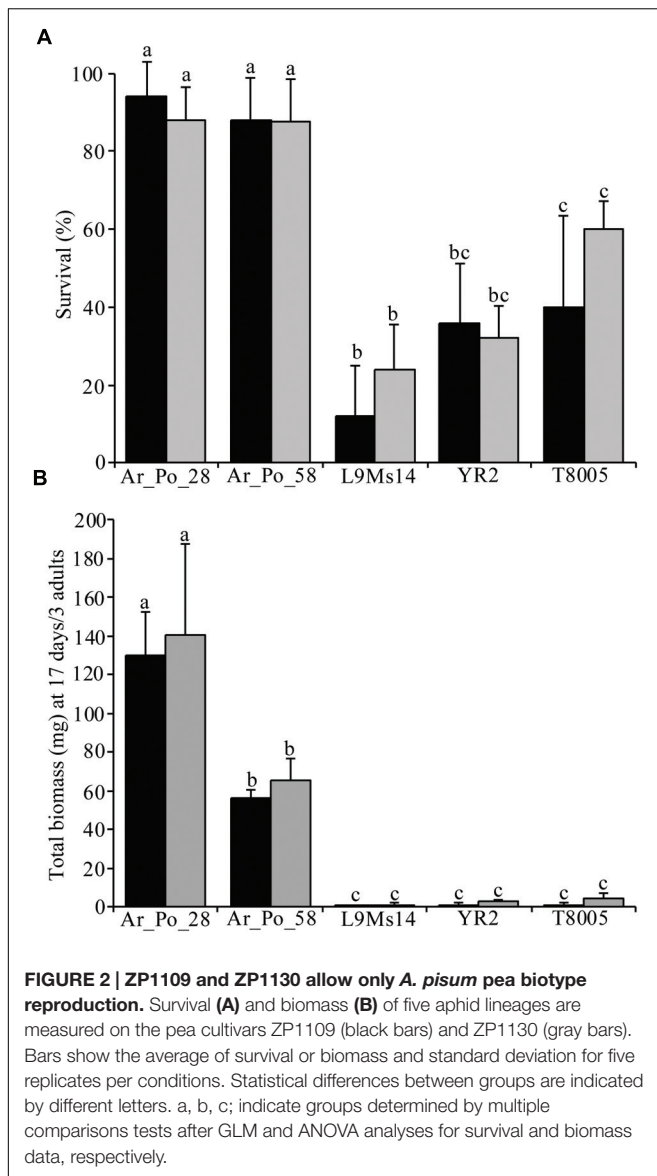 A
a a a a b b bc bc c c
80
60
40
20
0
Survival (%)
Ar_Po_28 Ar_Po_58 L9Ms14 YR2 T8005
B
200
180
160
140
120
100
80
60
40
20
0
Total biomass (mg) at 17 days/3 adults
a a b b c c c c c c
Ar_Po_28 Ar_Po_58 L9Ms14 YR2 T8005
FIGURE 2 | ZP1109 and ZP1130 allow only A. pisum pea biotype
reproduction. Survival (A) and biomass (B) of five aphid lineages are
measured on the pea cultivars ZP1109 (black bars) and ZP1130 (gray bars).
Bars show the average of survival or biomass and standard deviation for five
replicates per conditions. Statistical differences between groups are indicated
by different letters. a, b, c; indicate groups determined by multiple
comparisons tests after GLM and ANOVA analyses for survival and biomass
data, respectively.